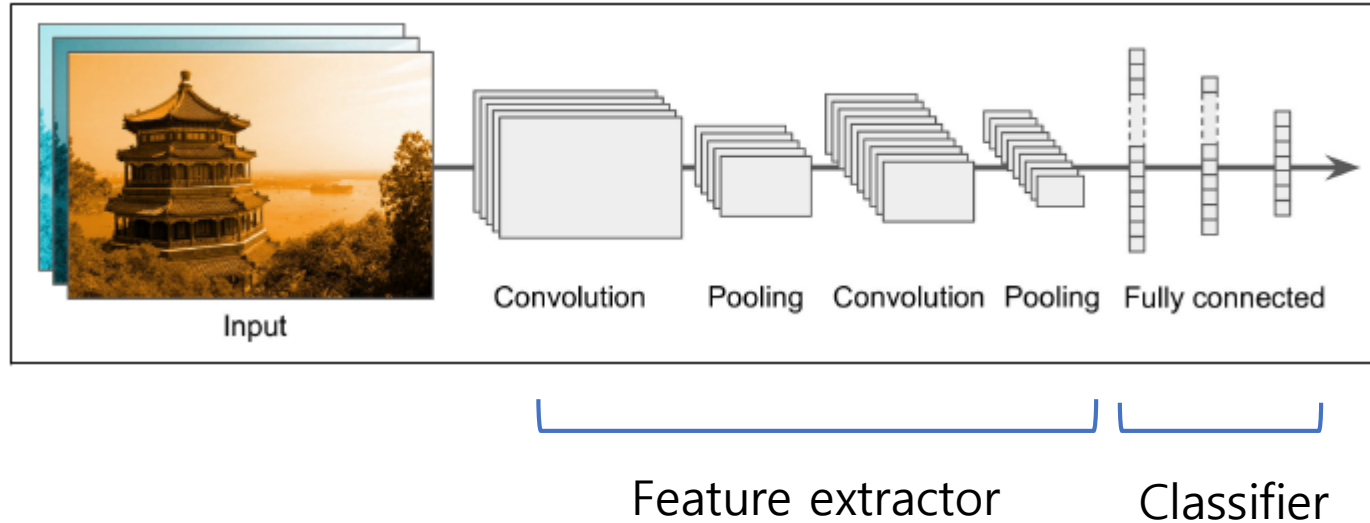 Input
Convolution
Pooling
Convolution
Pooling
Fully connected
Feature extractor
Classifier